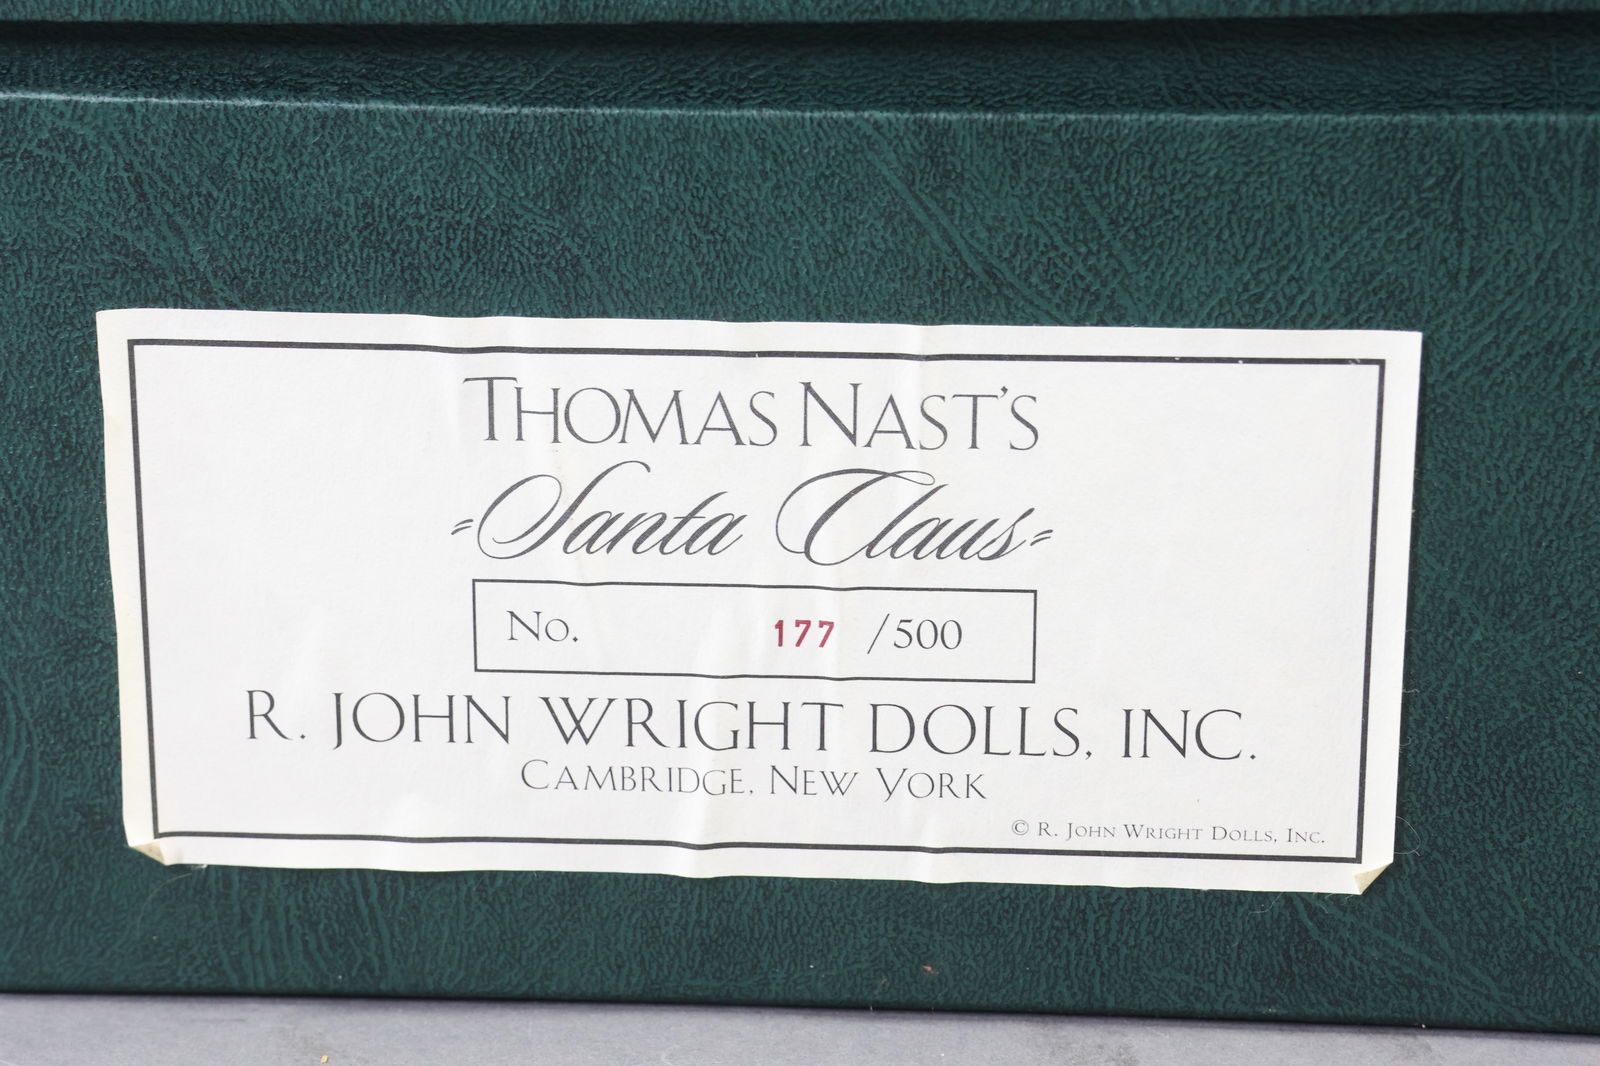 THOMAS NAST'S
Santa Claus
No. 177 /500
R. JOHN WRIGHT DOLLS, INC.
CAMBRIDGE, NEW YORK
© R. JOHN WRIGHT DOLLS, INC.